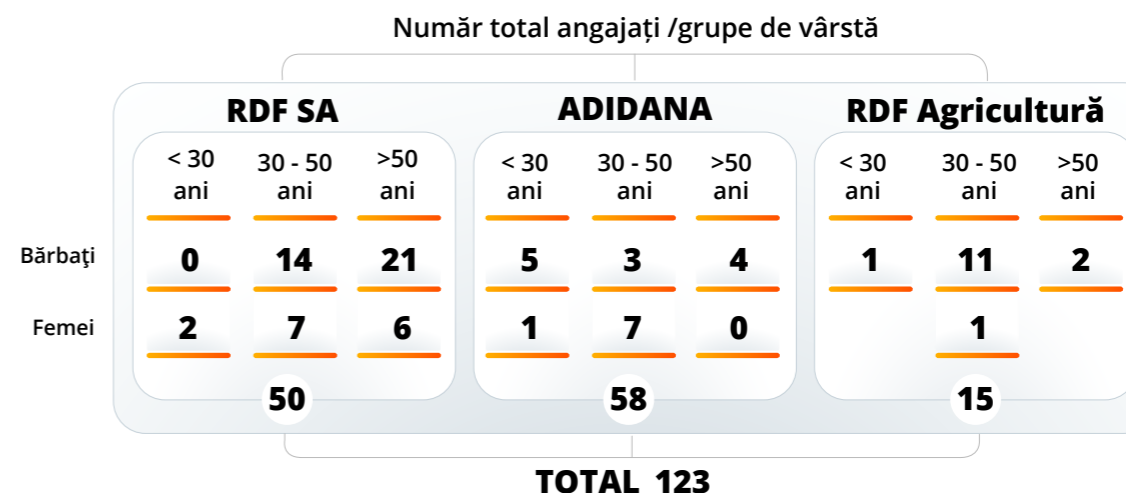 Număr total angajați /grupe de vârstă
RDF SA ADIDANA RDF Agricultură
< 30 ani 30 - 50 ani >50 ani < 30 ani 30 - 50 ani >50 ani < 30 ani 30 - 50 ani >50 ani
Bărbaţi 0 14 21 5 3 4 1 11 2
Femei 2 7 6 1 7 0 1
50 58 15
TOTAL 123